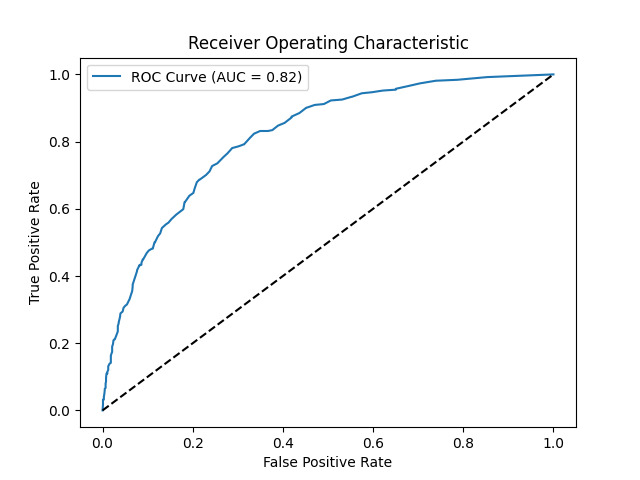 Receiver Operating Characteristic
ROC Curve (AUC = 0.82)
1.0
0.8
0.6
0.4
0.2
0.0
True Positive Rate
0.0 0.2 0.4 0.6 0.8 1.0
False Positive Rate